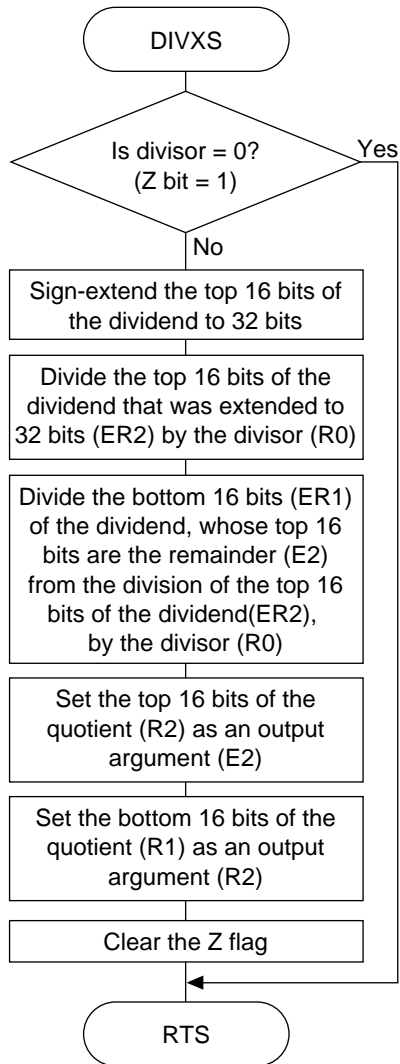 DIVXS
Is divisor = 0?
(Z bit = 1)
Yes
No
Sign-extend the top 16 bits of
the dividend to 32 bits
Divide the top 16 bits of the
dividend that was extended to
32 bits (ER2) by the divisor (R0)
Divide the bottom 16 bits (ER1)
of the dividend, whose top 16
bits are the remainder (E2)
from the division of the top 16
bits of the dividend(ER2),
by the divisor (R0)
Set the top 16 bits of the
quotient (R2) as an output
argument (E2)
Set the bottom 16 bits of the
quotient (R1) as an output
argument (R2)
Clear the Z flag
RTS